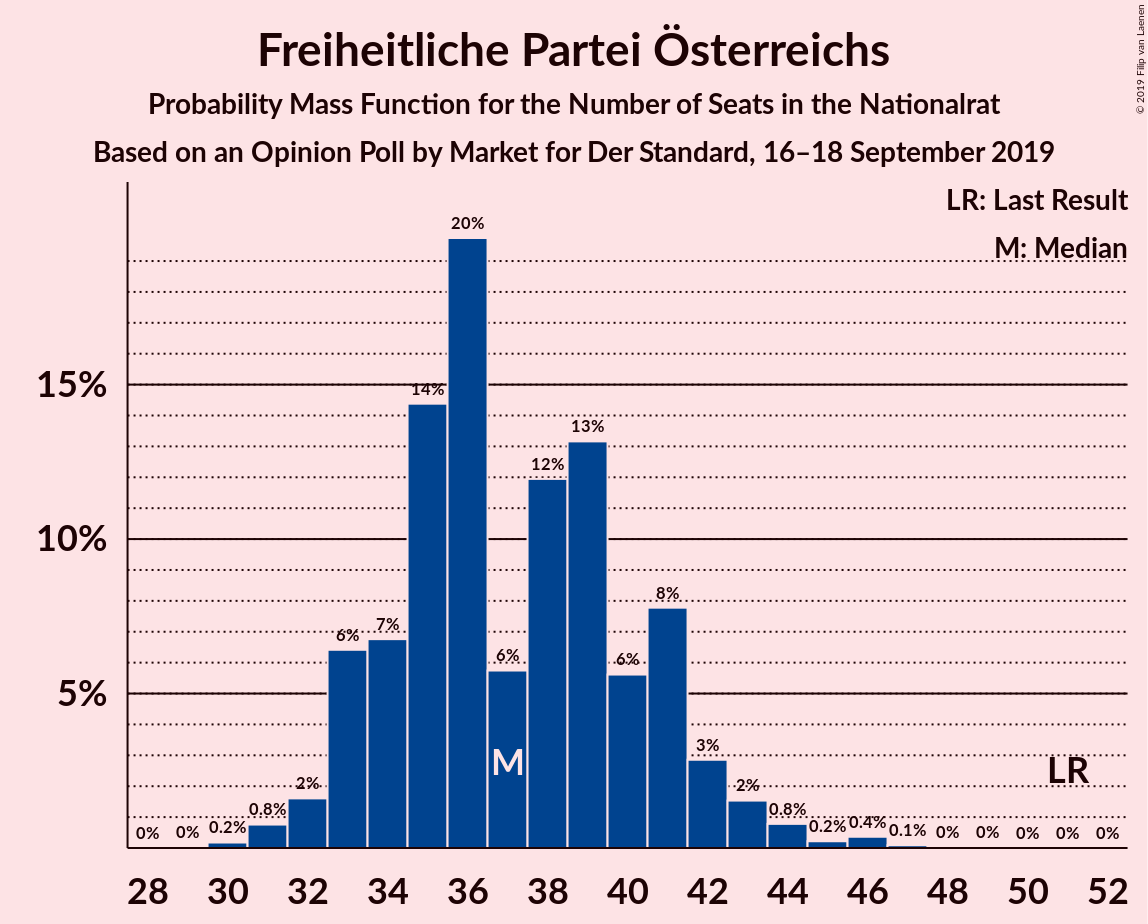 Freiheitliche Partei Österreichs
Probability Mass Function for the Number of Seats in the Nationalrat
Based on an Opinion Poll by Market for Der Standard, 16–18 September 2019
© 2019 Filip van Laenen
LR: Last Result
M: Median
15%
10%
5%
0% 0% 0.2% 0.8% 2% 6% 7% 14% 20% 6% 12% 13% 6% 8% 3% 2% 0.8% 0.2% 0.4% 0.1% 0% 0% 0% 0% 0%
M
LR
28 30 32 34 36 38 40 42 44 46 48 50 52